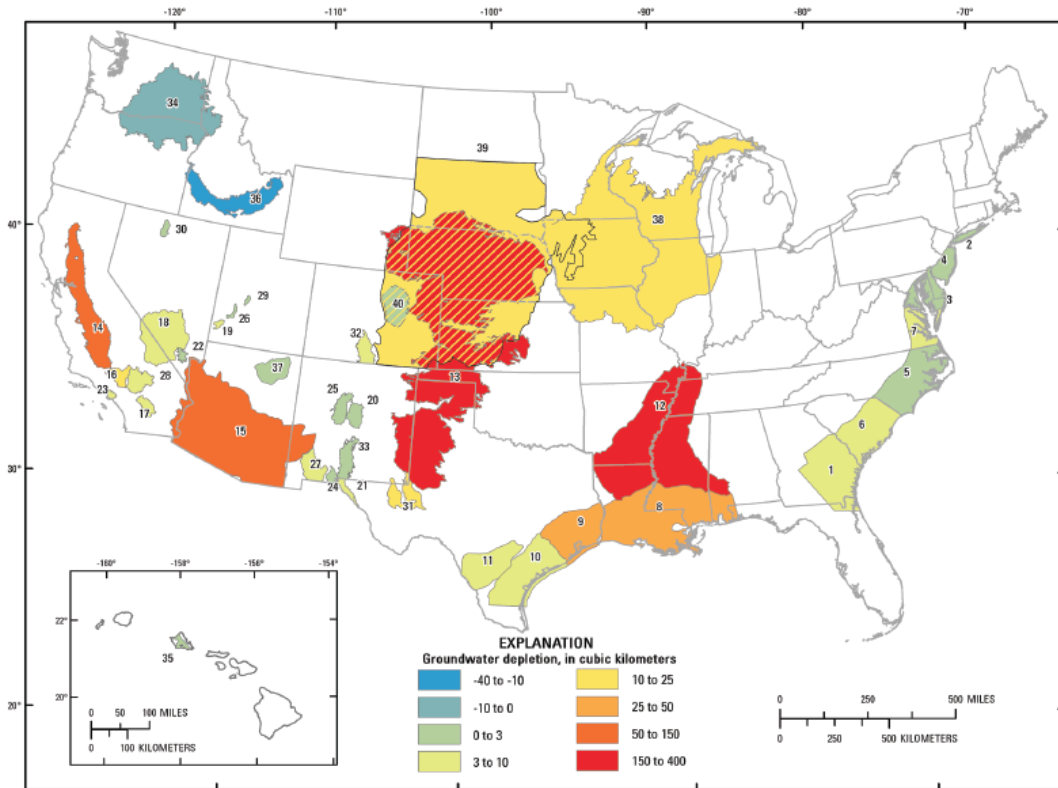 -120° -110° -100° -90° -80° -70°
39
34
36
38
40°
30
2
4
29
3
40
26
14
18
19
32
7
22
37
13
5
16
28
23
25
20
12
17
6
15
33
1
27
30°
24
21
31
8
9
11
10
-160° -158° -156° -154°
22°
35
20°
0 50 100 MILES
0 100 KILOMETERS
20°
EXPLANATION
Groundwater depletion, in cubic kilometers
-40 to -10
-10 to 0
0 to 3
3 to 10
10 to 25
25 to 50
50 to 150
150 to 400
0 250 500 MILES
0 250 500 KILOMETERS